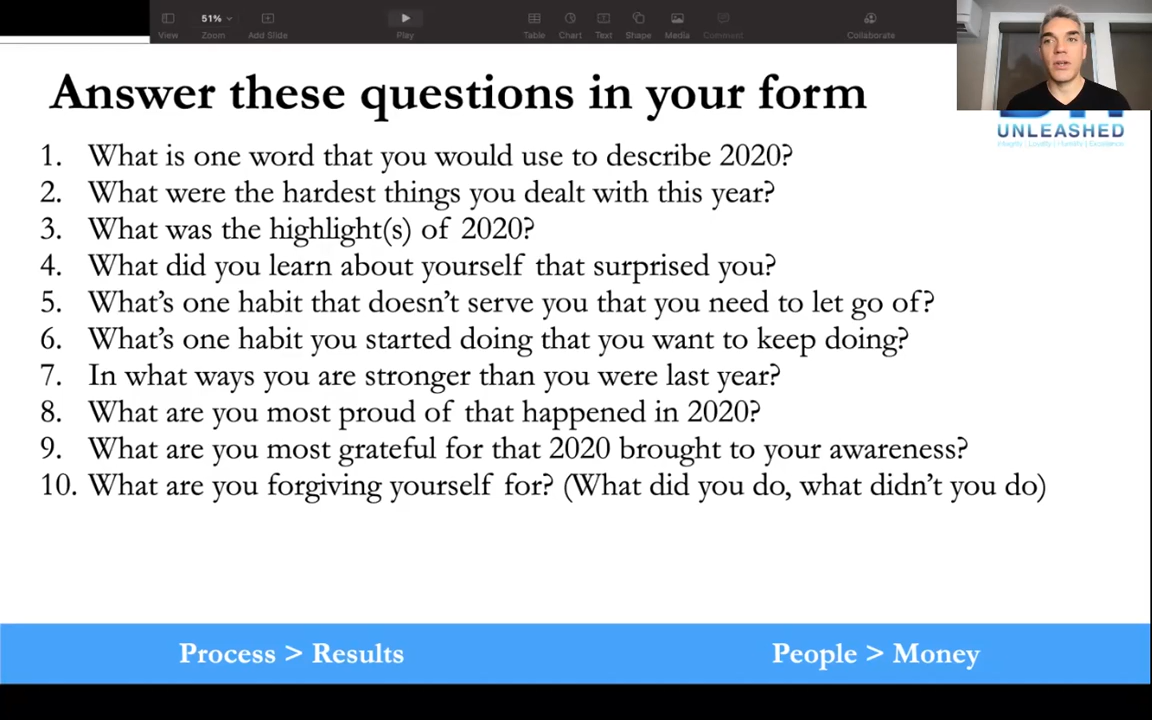 51%
View
Zoom
Add Slide
Play
Table
Chart
Text
Shape
Media
Comment
Collaborate
Answer these questions in your form
UNLEASHED
Integrity | Loyalty | Humility | Excellence
1. What is one word that you would use to describe 2020?
2. What were the hardest things you dealt with this year?
3. What was the highlight(s) of 2020?
4. What did you learn about yourself that surprised you?
5. What's one habit that doesn't serve you that you need to let go of?
6. What's one habit you started doing that you want to keep doing?
7. In what ways you are stronger than you were last year?
8. What are you most proud of that happened in 2020?
9. What are you most grateful for that 2020 brought to your awareness?
10. What are you forgiving yourself for? (What did you do, what didn't you do)
Process > Results
People > Money